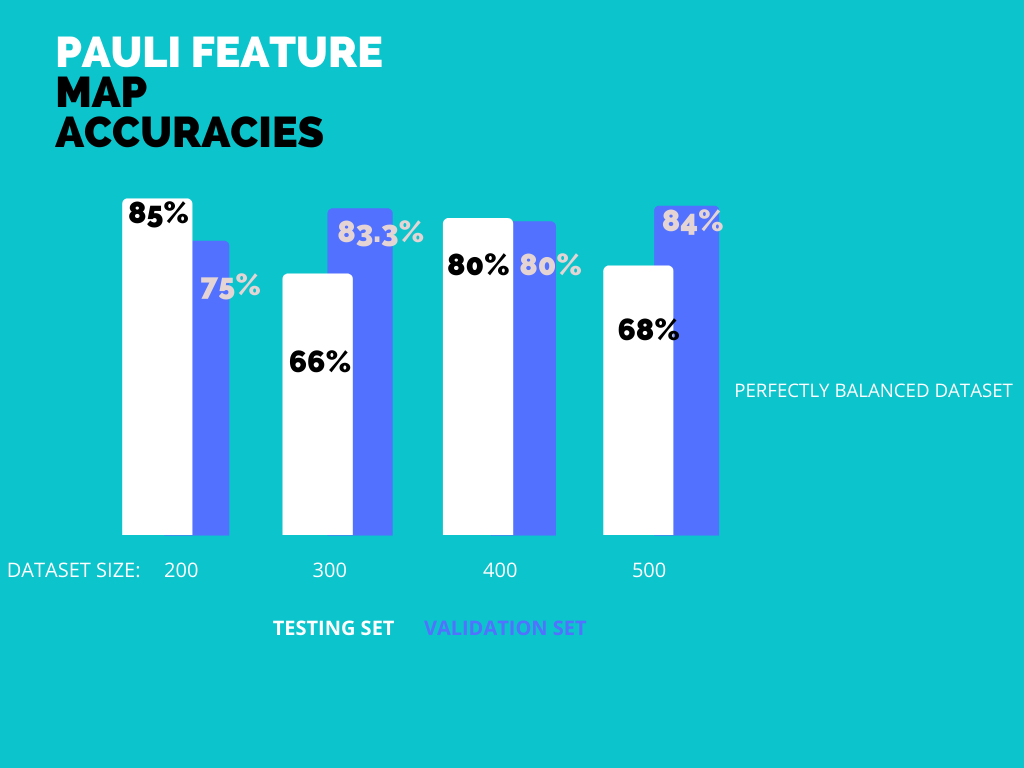 PAULI FEATURE
MAP
ACCURACIES
85%
75%
66%
83.3%
80%
80%
68%
84%
PERFECTLY BALANCED DATASET
DATASET SIZE: 200 300 400 500
TESTING SET VALIDATION SET